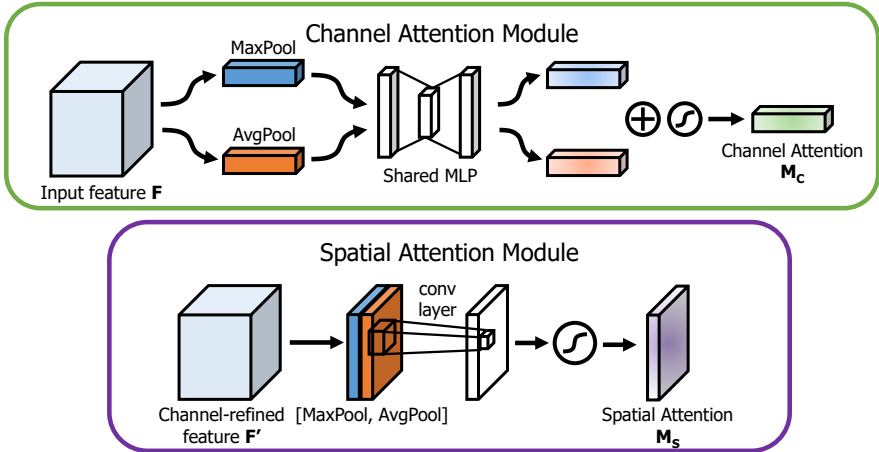 Channel Attention Module
MaxPool
AvgPool
Input feature F
Shared MLP
Channel Attention
Mc
Spatial Attention Module
conv
layer
Channel-refined
feature F’
[MaxPool, AvgPool]
Spatial Attention
Ms